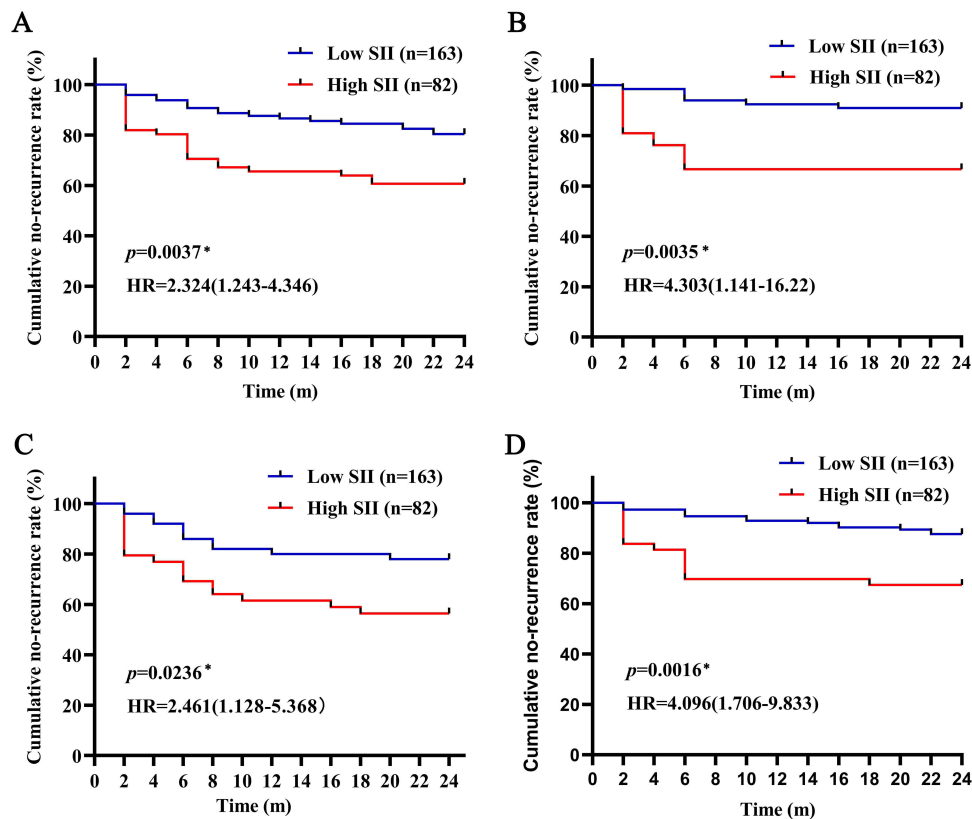 A
Low SII (n=163)
High SII (n=82)
Cumulative no-recurrence rate (%)
100
80
60
40
20
0
p=0.0037*
HR=2.324(1.243-4.346)
0 2 4 6 8 10 12 14 16 18 20 22 24
Time (m)
B
Low SII (n=163)
High SII (n=82)
Cumulative no-recurrence rate (%)
100
80
60
40
20
0
p=0.0035*
HR=4.303(1.141-16.22)
0 2 4 6 8 10 12 14 16 18 20 22 24
Time (m)
C
Low SII (n=163)
High SII (n=82)
Cumulative no-recurrence rate (%)
100
80
60
40
20
0
p=0.0236*
HR=2.461(1.128-5.368)
0 2 4 6 8 10 12 14 16 18 20 22 24
Time (m)
D
Low SII (n=163)
High SII (n=82)
Cumulative no-recurrence rate (%)
100
80
60
40
20
0
p=0.0016*
HR=4.096(1.706-9.833)
0 2 4 6 8 10 12 14 16 18 20 22 24
Time (m)